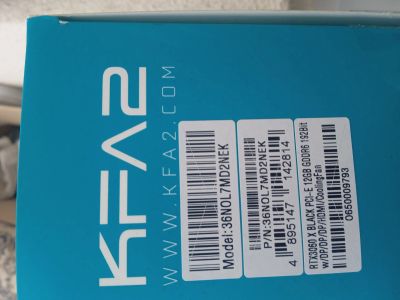 KFA2
WWW.KFA2.COM
Model:36NOL7MD2NEK
P/N:36NOL7MD2NEK
4 895147 142814
RTX3060 X BLACK PCI-E 12GB GDDR6 192Bit
w/DP/DP/DP/HDMI/CoolingFan
0650009793